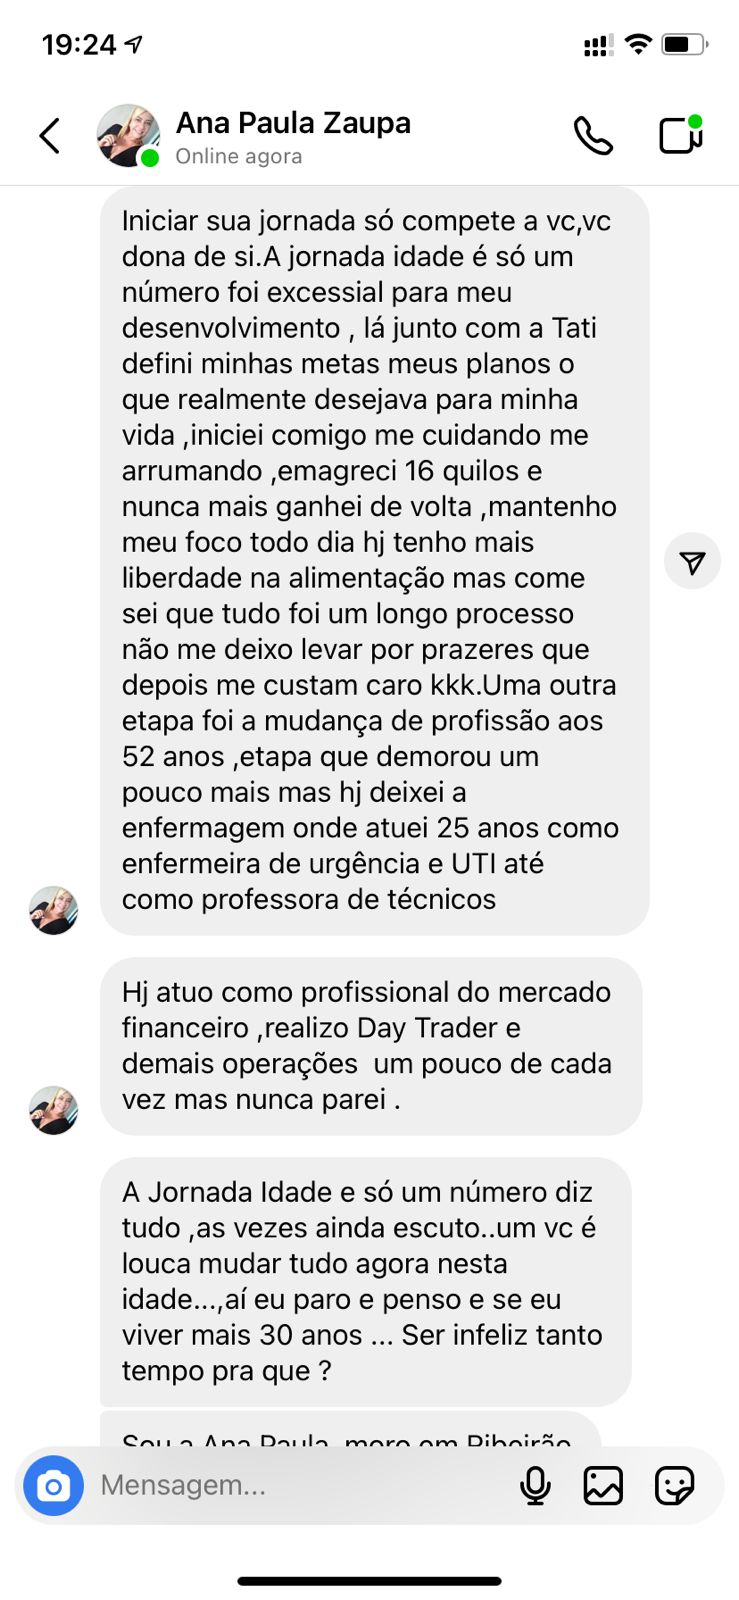 19:24
Ana Paula Zaupa
Online agora
Iniciar sua jornada só compete a vc,vc
dona de si.A jornada idade é só um
número foi excessial para meu
desenvolvimento , lá junto com a Tati
defini minhas metas meus planos o
que realmente desejava para minha
vida ,iniciei comigo me cuidando me
arrumando ,emagreci 16 quilos e
nunca mais ganhei de volta ,mantenho
meu foco todo dia hj tenho mais
liberdade na alimentação mas come
sei que tudo foi um longo processo
não me deixo levar por prazeres que
depois me custam caro kkk.Uma outra
etapa foi a mudança de profissão aos
52 anos ,etapa que demorou um
pouco mais mas hj deixei a
enfermagem onde atuei 25 anos como
enfermeira de urgência e UTI até
como professora de técnicos
Hj atuo como profissional do mercado
financeiro ,realizo Day Trader e
demais operações  um pouco de cada
vez mas nunca parei .
A Jornada Idade e só um número diz
tudo ,as vezes ainda escuto..um vc é
louca mudar tudo agora nesta
idade...,aí eu paro e penso e se eu
viver mais 30 anos ... Ser infeliz tanto
tempo pra que ?
Sou a Ana Paula, moro em Ribeirão
Mensagem...